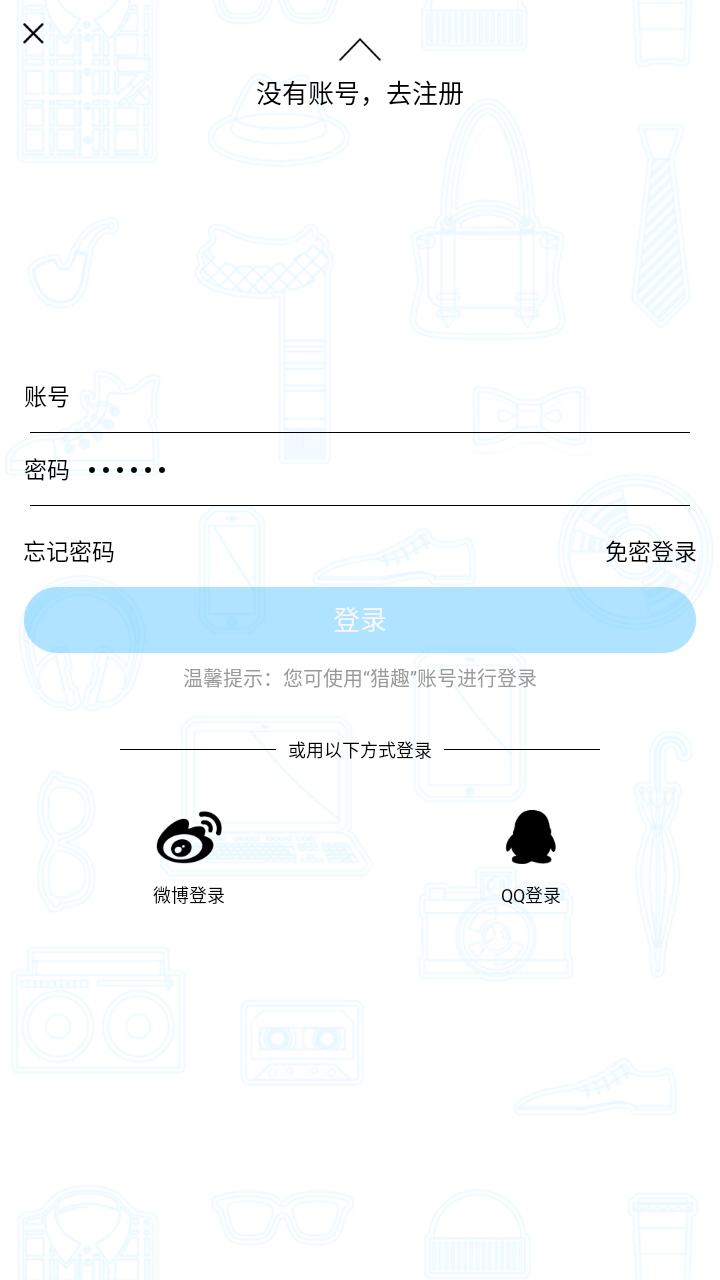 没有账号，去注册
账号
密码 ••••••
忘记密码 免密登录
登录
温馨提示：您可使用“猎趣”账号进行登录
或用以下方式登录
微博登录 QQ登录